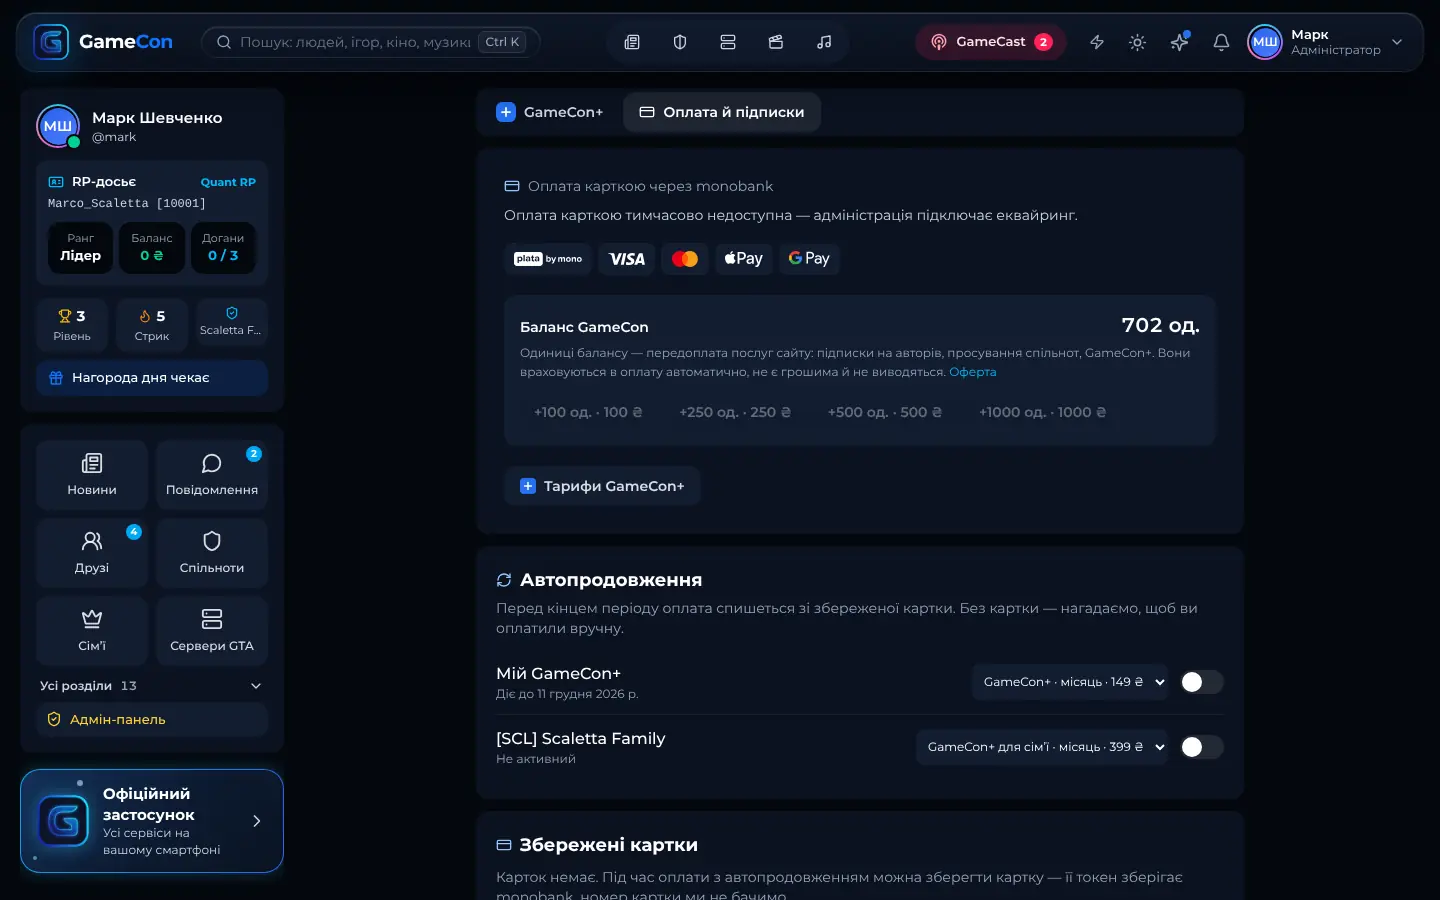 GameCon
Пошук: людей, ігор, кіно, музики
Ctrl K
GameCast 2
МШ
Марк
Адміністратор
МШ
Марк Шевченко
@mark
RP-досьє
Quant RP
Marco_Scaletta [10001]
Ранг
Лідер
Баланс
0 ₴
Догани
0 / 3
3
Рівень
5
Стрик
Scaletta F...
Нагорода дня чекає
Новини
2
Повідомлення
4
Друзі
Спільноти
Сім'ї
Сервери GTA
Усі розділи 13
Адмін-панель
Офіційний
застосунок
Усі сервіси на
вашому смартфоні
GameCon+
Оплата й підписки
Оплата карткою через monobank
Оплата карткою тимчасово недоступна — адміністрація підключає еквайринг.
plata by mono
VISA
Pay
G Pay
Баланс GameCon
702 од.
Одиниці балансу — передоплата послуг сайту: підписки на авторів, просування спільнот, GameCon+. Вони
враховуються в оплату автоматично, не є грошима й не виводяться. Оферта
+100 од. · 100 ₴
+250 од. · 250 ₴
+500 од. · 500 ₴
+1000 од. · 1000 ₴
Тарифи GameCon+
Автопродовження
Перед кінцем періоду оплата спишеться зі збереженої картки. Без картки — нагадаємо, щоб ви
оплатили вручну.
Мій GameCon+
Діє до 11 грудня 2026 р.
GameCon+ · місяць · 149 ₴
[SCL] Scaletta Family
Не активний
GameCon+ для сім'ї · місяць · 399 ₴
Збережені картки
Карток немає. Під час оплати з автопродовженням можна зберегти картку — її токен зберігає
monobank, номер картки ми не бачимо.